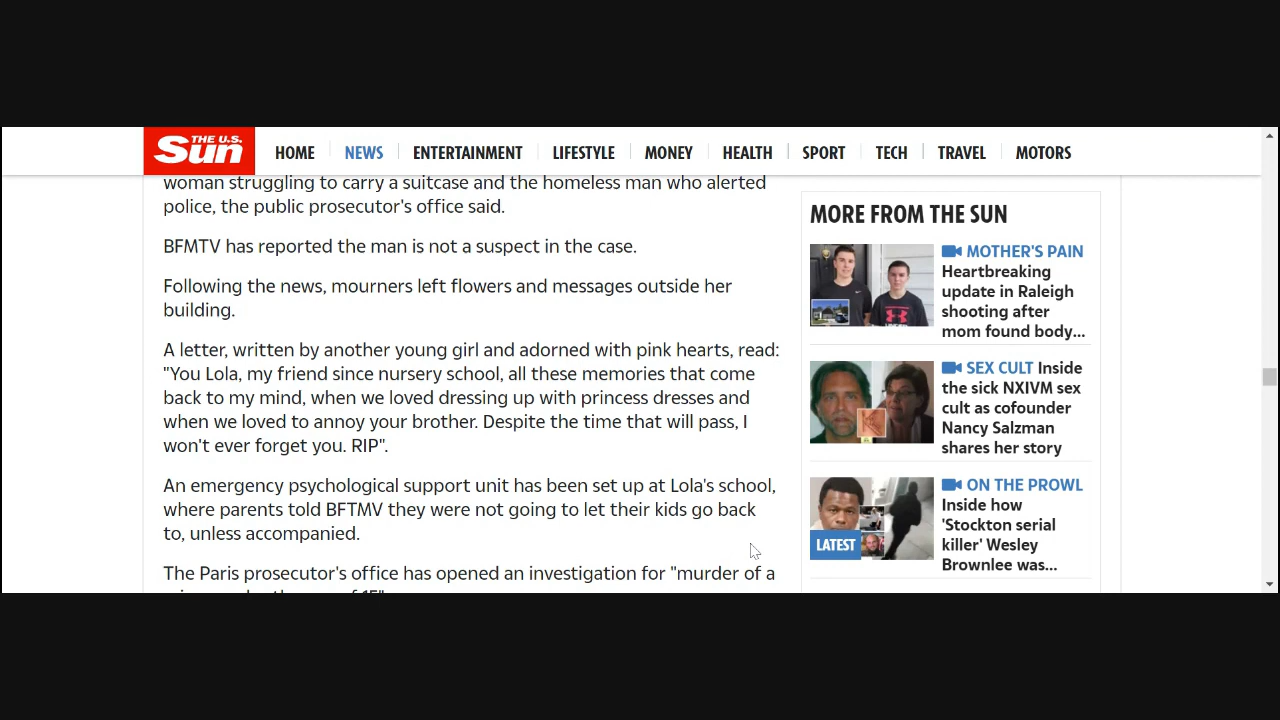 THE U.S.
Sun
HOME NEWS ENTERTAINMENT LIFESTYLE MONEY HEALTH SPORT TECH TRAVEL MOTORS
woman struggling to carry a suitcase and the homeless man who alerted
police, the public prosecutor's office said.
BFMTV has reported the man is not a suspect in the case.
Following the news, mourners left flowers and messages outside her
building.
A letter, written by another young girl and adorned with pink hearts, read:
"You Lola, my friend since nursery school, all these memories that come
back to my mind, when we loved dressing up with princess dresses and
when we loved to annoy your brother. Despite the time that will pass, I
won't ever forget you. RIP".
An emergency psychological support unit has been set up at Lola's school,
where parents told BFTMV they were not going to let their kids go back
to, unless accompanied.
The Paris prosecutor's office has opened an investigation for "murder of a
MORE FROM THE SUN
MOTHER'S PAIN
Heartbreaking
update in Raleigh
shooting after
mom found body...
SEX CULT Inside
the sick NXIVM sex
cult as cofounder
Nancy Salzman
shares her story
LATEST
ON THE PROWL
Inside how
'Stockton serial
killer' Wesley
Brownlee was...